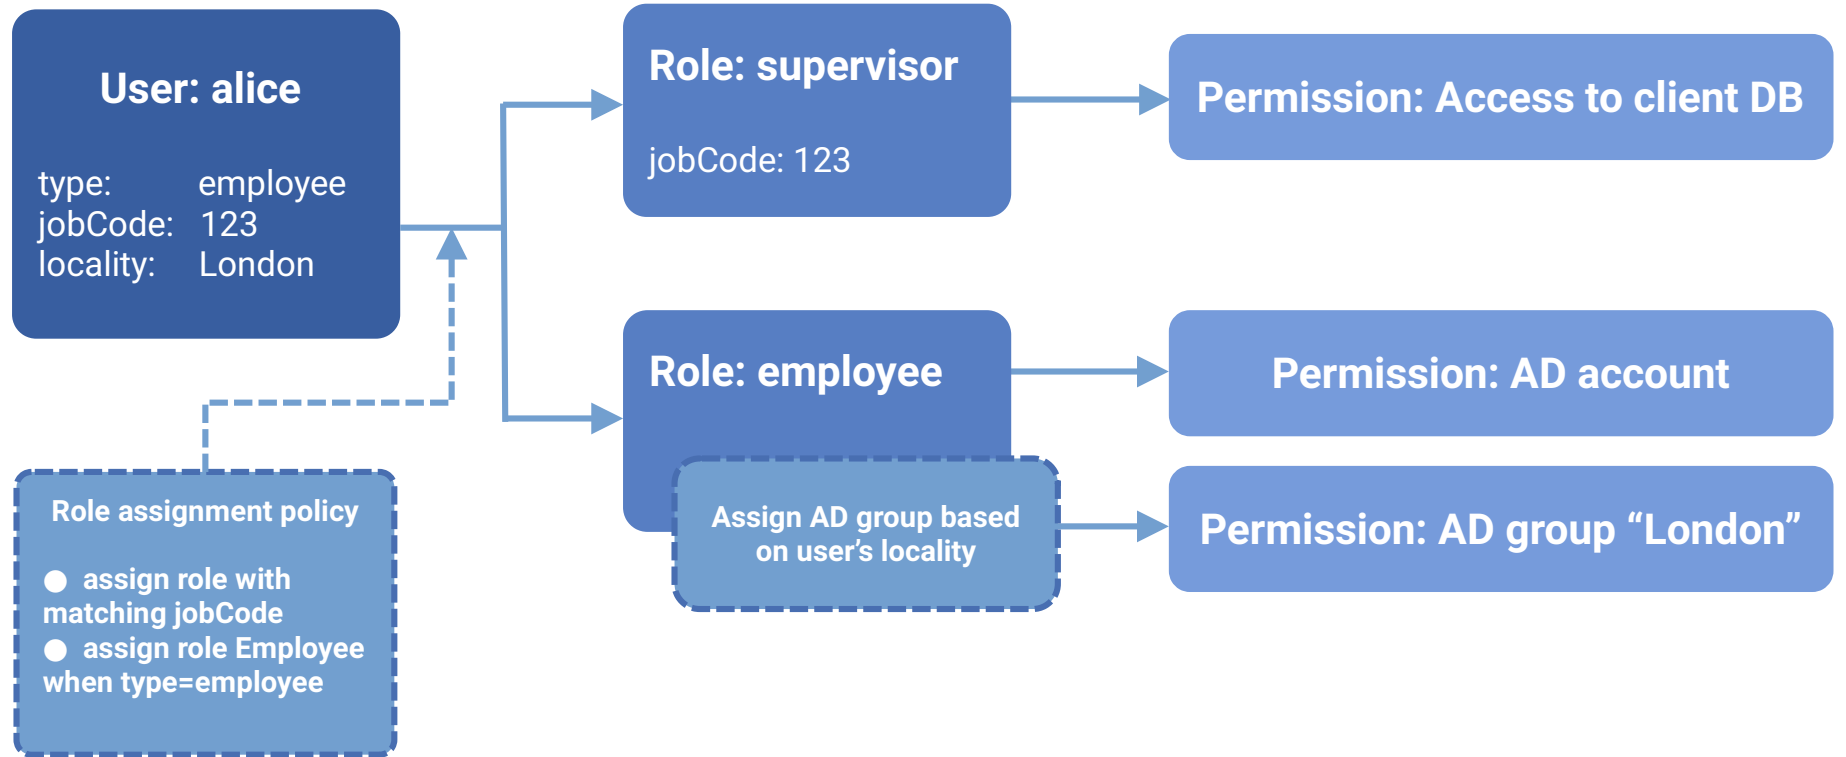 User: alice
type: employee
jobCode: 123
locality: London
Role assignment policy
● assign role with
matching jobCode
● assign role Employee
when type=employee
Role: supervisor
jobCode: 123
Role: employee
Assign AD group based
on user’s locality
Permission: Access to client DB
Permission: AD account
Permission: AD group “London”